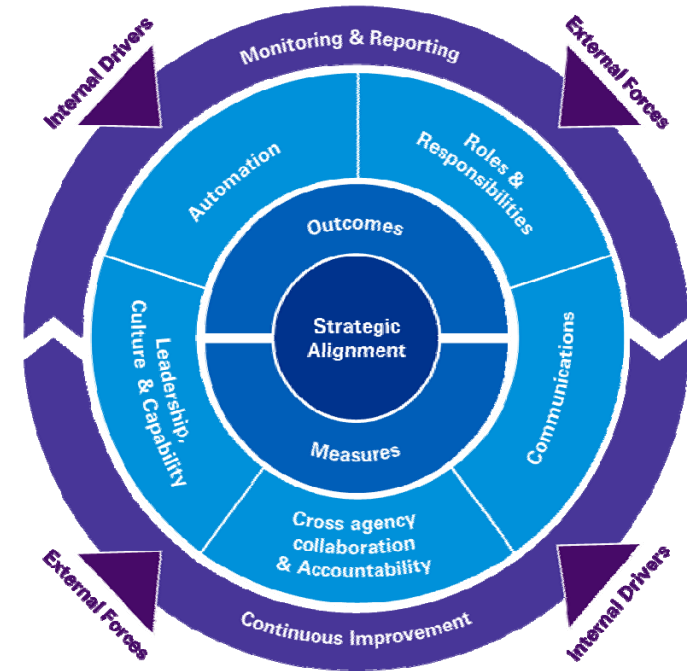 Monitoring & Reporting
Internal Drivers
External Forces
Automation
Roles &
Responsibilities
Outcomes
Strategic
Alignment
Leadership,
Culture & Capability
Communications
Measures
Cross agency
collaboration
& Accountability
External Forces
Internal Drivers
Continuous Improvement